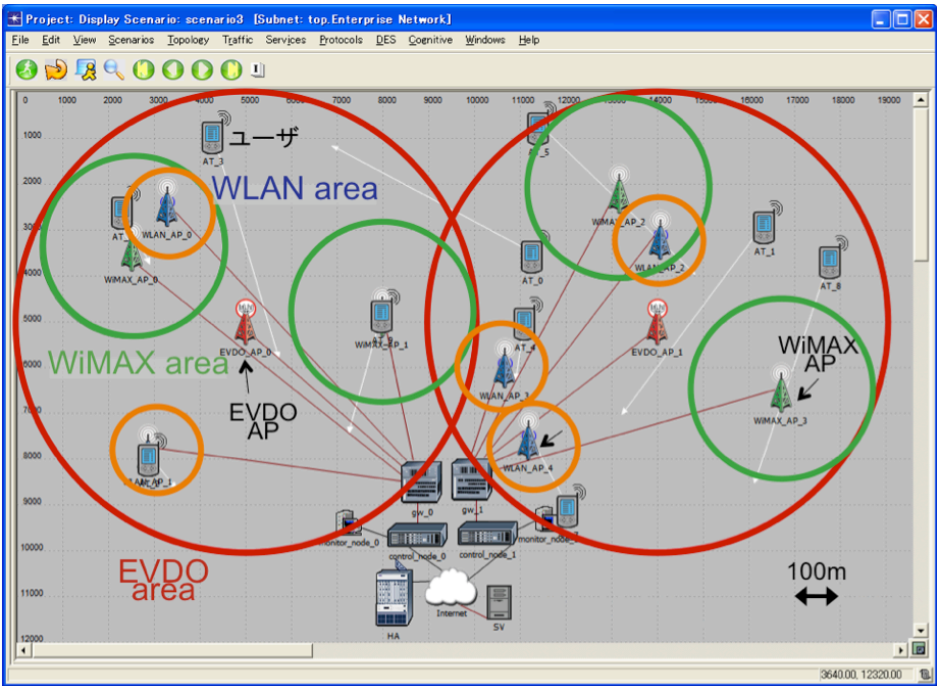 Project: Display Scenario: scenario3 [Subnet: top.Enterprise Network]
File Edit View Scenarios Topology Traffic Services Protocols DES Cognitive Windows Help
0 1000 2000 3000 4000 5000 6000 7000 8000 9000 10000 11000 12000 13000 14000 15000 16000 17000 18000 19000
1000
2000
3000
4000
5000
6000
7000
8000
9000
10000
11000
12000
AT_3
ユーザ
AT_5
WLAN area
WLAN_AP_0
WiMAX_AP_0
WiMAX_AP_2
WLAN_AP_2
AT_1
AT_0
AT_8
EVDO_AP_0
WiMAX_AP_1
AT_4
EVDO_AP_1
WiMAX area
WiMAX
AP
EVDO
AP
WLAN_AP_3
WiMAX_AP_3
WLAN_AP_1
WLAN_AP_4
gw_0
gw_1
monitor_node_0
control_node_0
control_node_1
EVDO
area
100m
Internet
HA
SV
3640.00, 12320.00